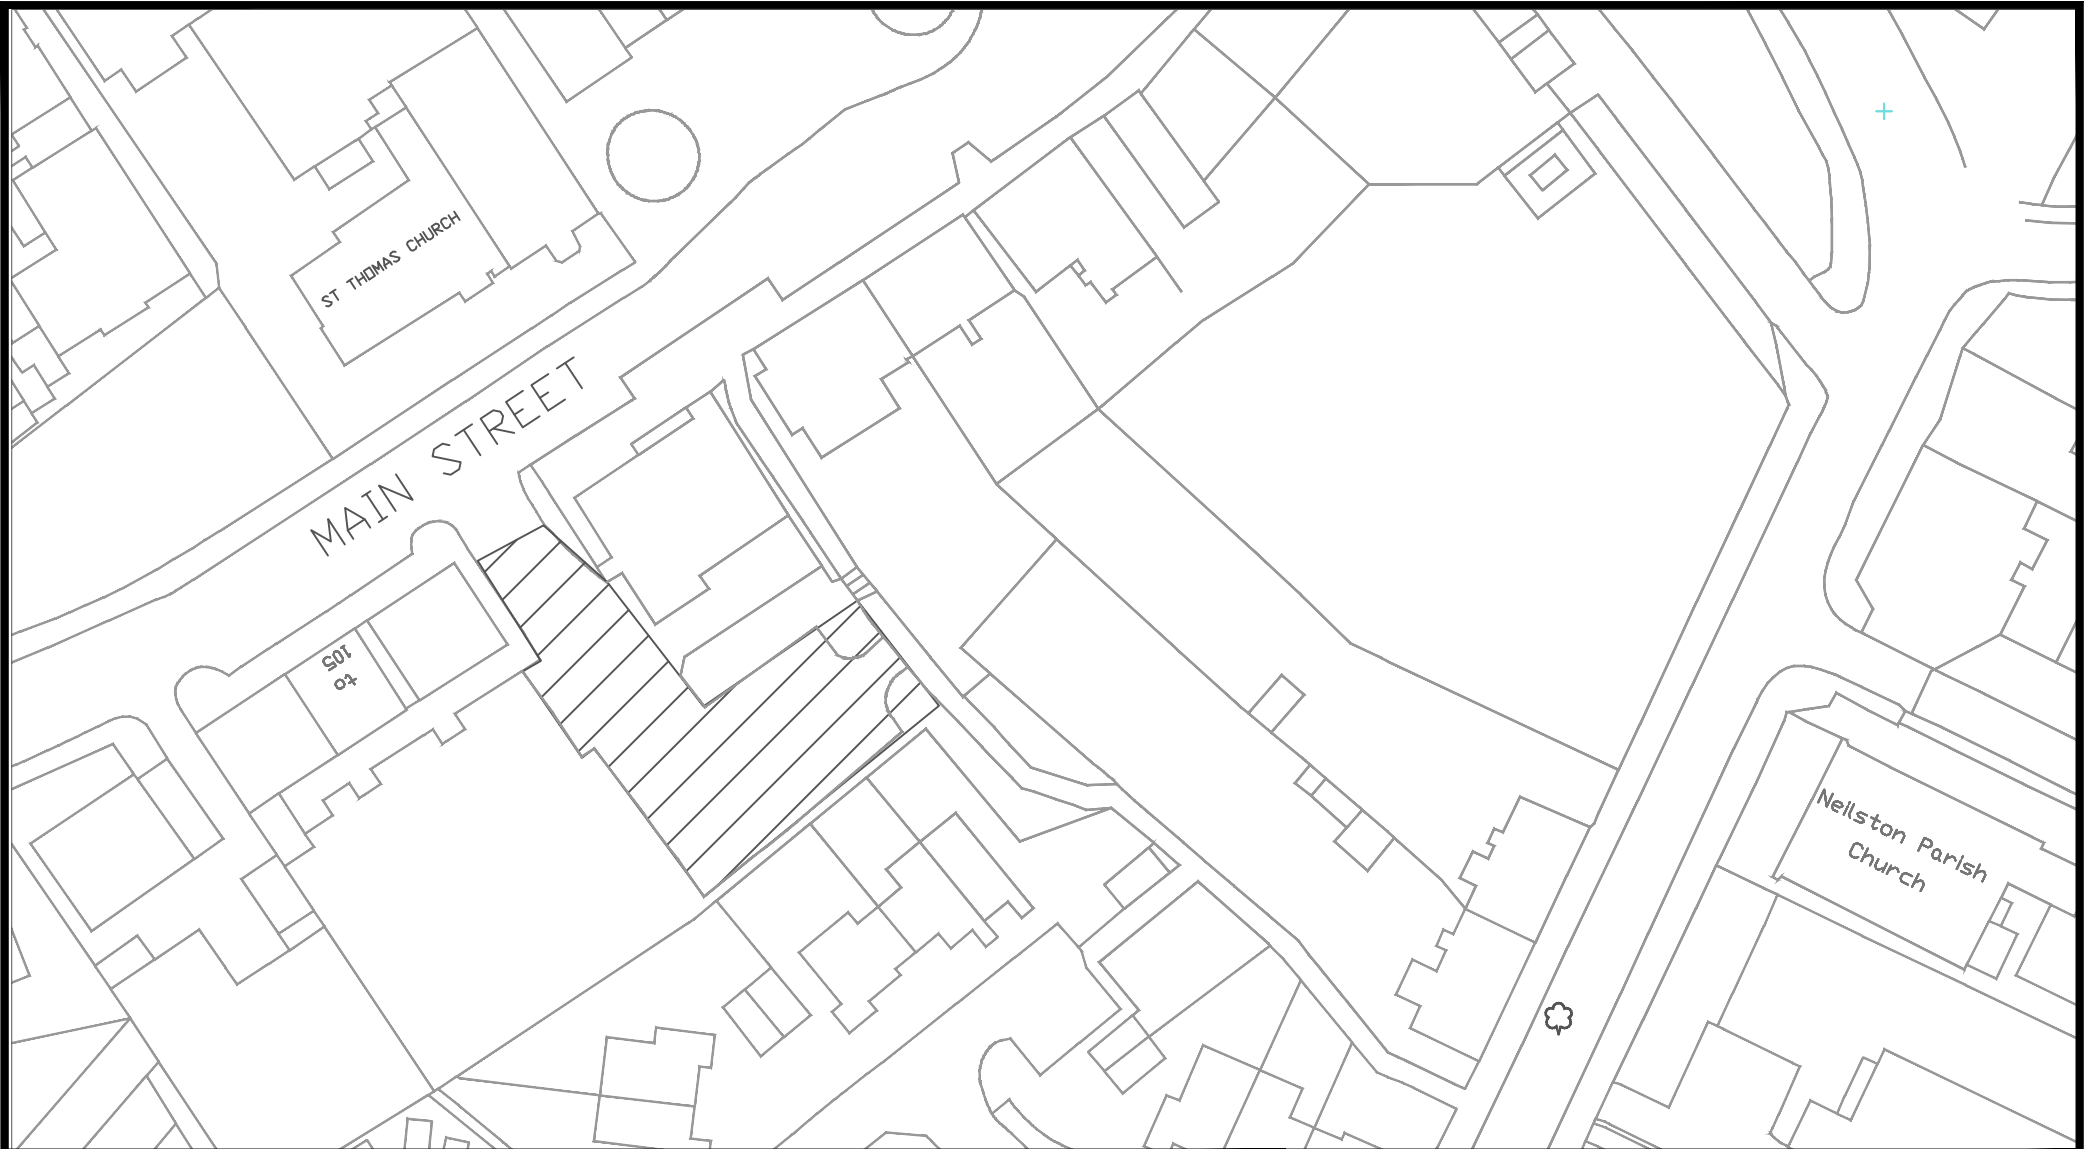 ST THOMAS CHURCH
MAIN STREET
105
to
Neilston Parish
Church